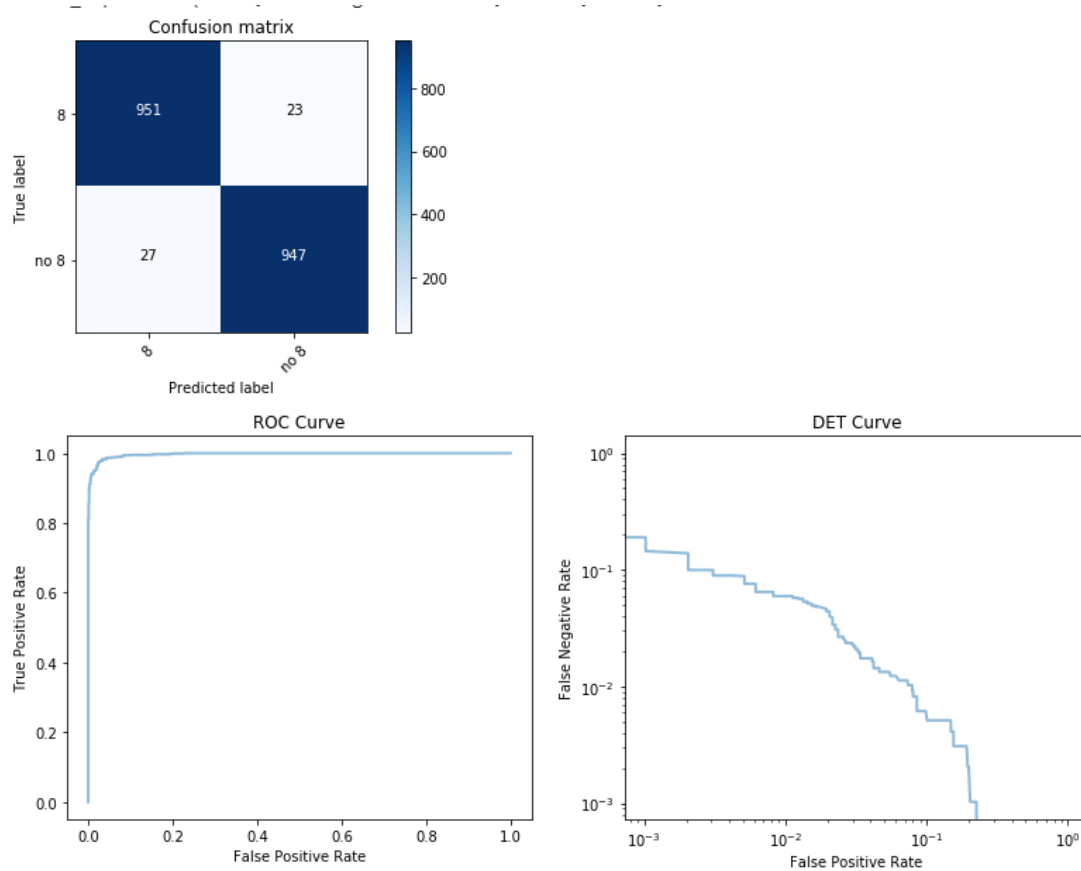 Confusion matrix
8
951
23
800
600
True label
400
no 8
27
947
200
8
no 8
Predicted label
ROC Curve
DET Curve
1.0
10⁰
0.8
10⁻¹
0.6
True Positive Rate
False Negative Rate
0.4
10⁻²
0.2
0.0
10⁻³
0.0
0.2
0.4
0.6
0.8
1.0
10⁻³
10⁻²
10⁻¹
10⁰
False Positive Rate
False Positive Rate